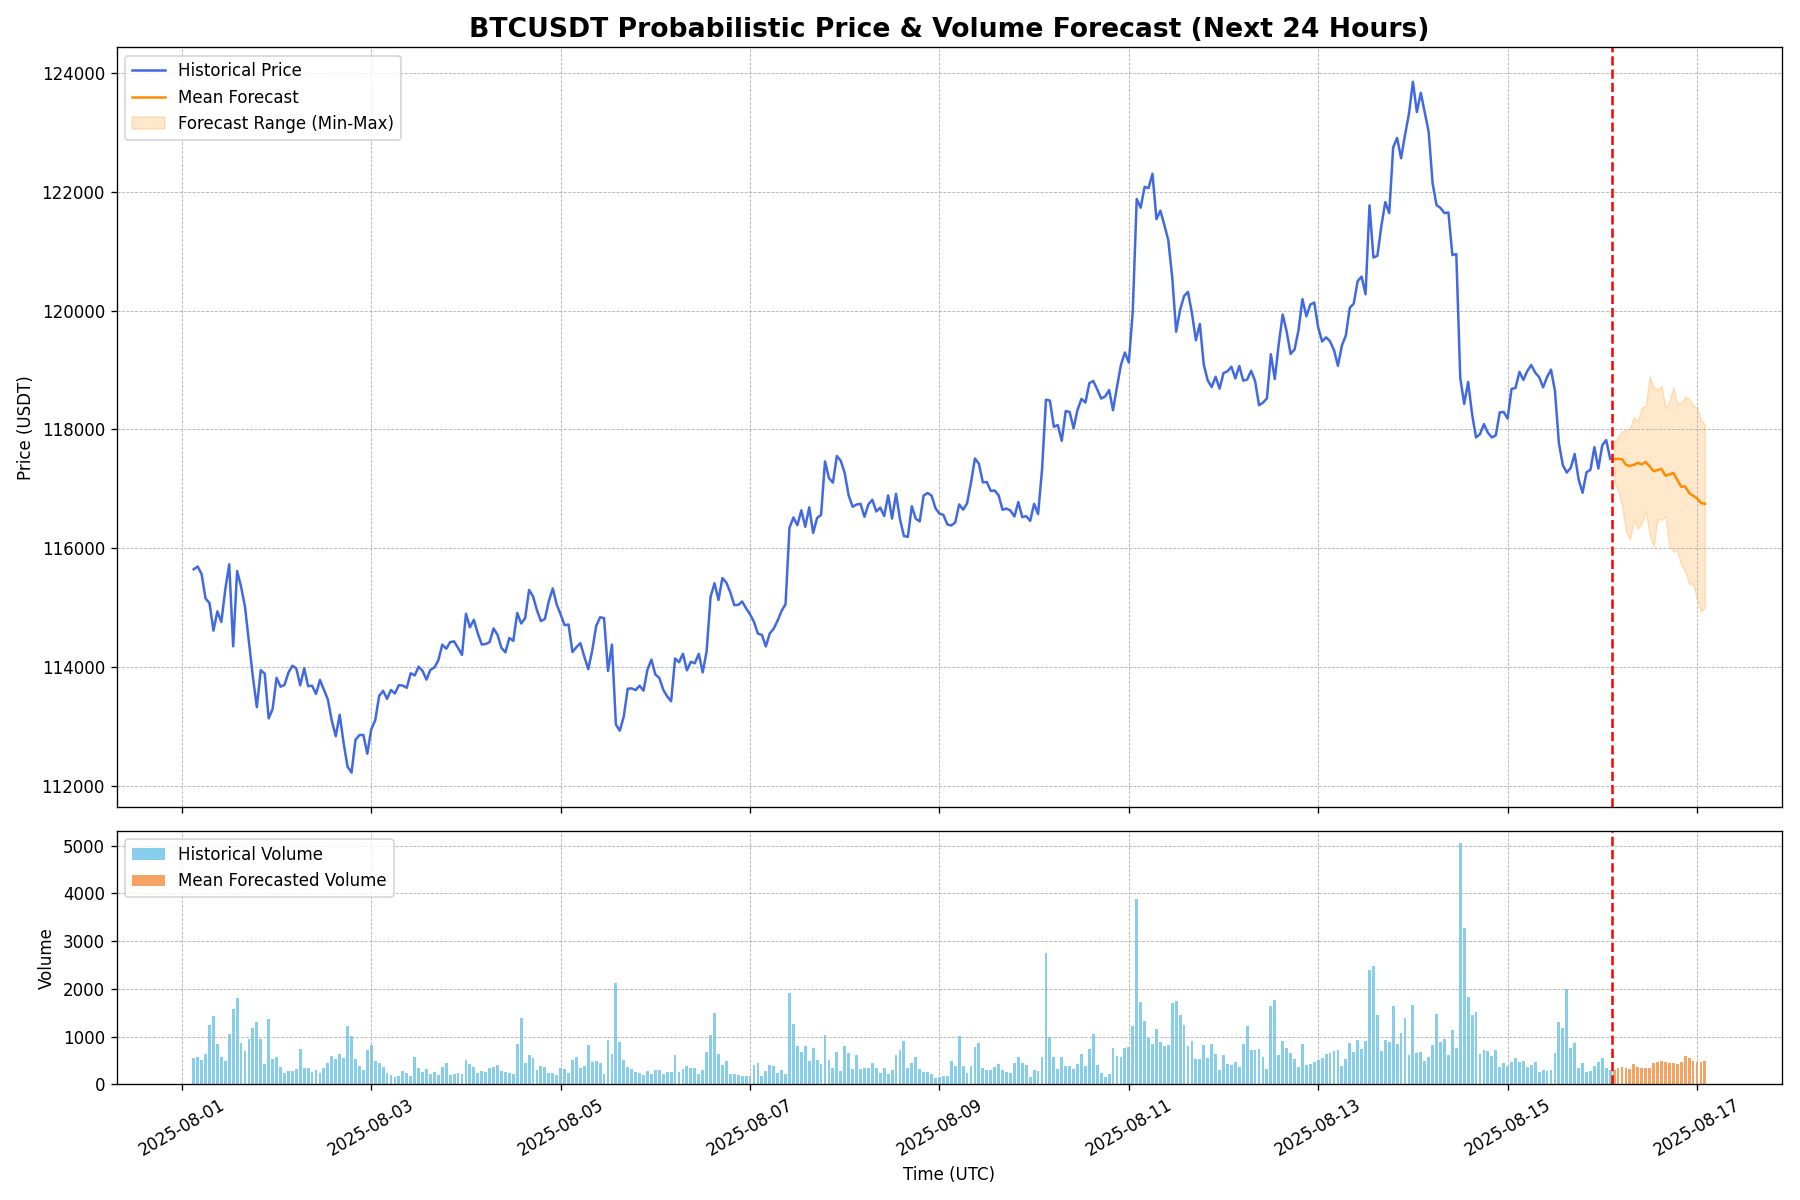 BTCUSDT Probabilistic Price & Volume Forecast (Next 24 Hours)
Historical Price
Mean Forecast
Forecast Range (Min-Max)
Price (USDT)
124000
122000
120000
118000
116000
114000
112000
Historical Volume
Mean Forecasted Volume
Volume
5000
4000
3000
2000
1000
0
2025-08-01
2025-08-03
2025-08-05
2025-08-07
2025-08-09
2025-08-11
2025-08-13
2025-08-15
2025-08-17
Time (UTC)